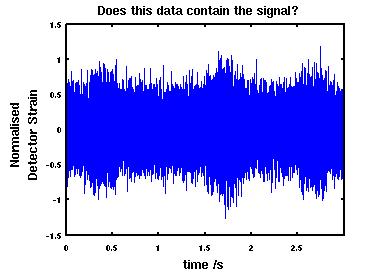 Does this data contain the signal?
1.5
1
0.5
0
-0.5
-1
-1.5
Normalised
Detector Strain
0 0.5 1 1.5 2 2.5
time /s